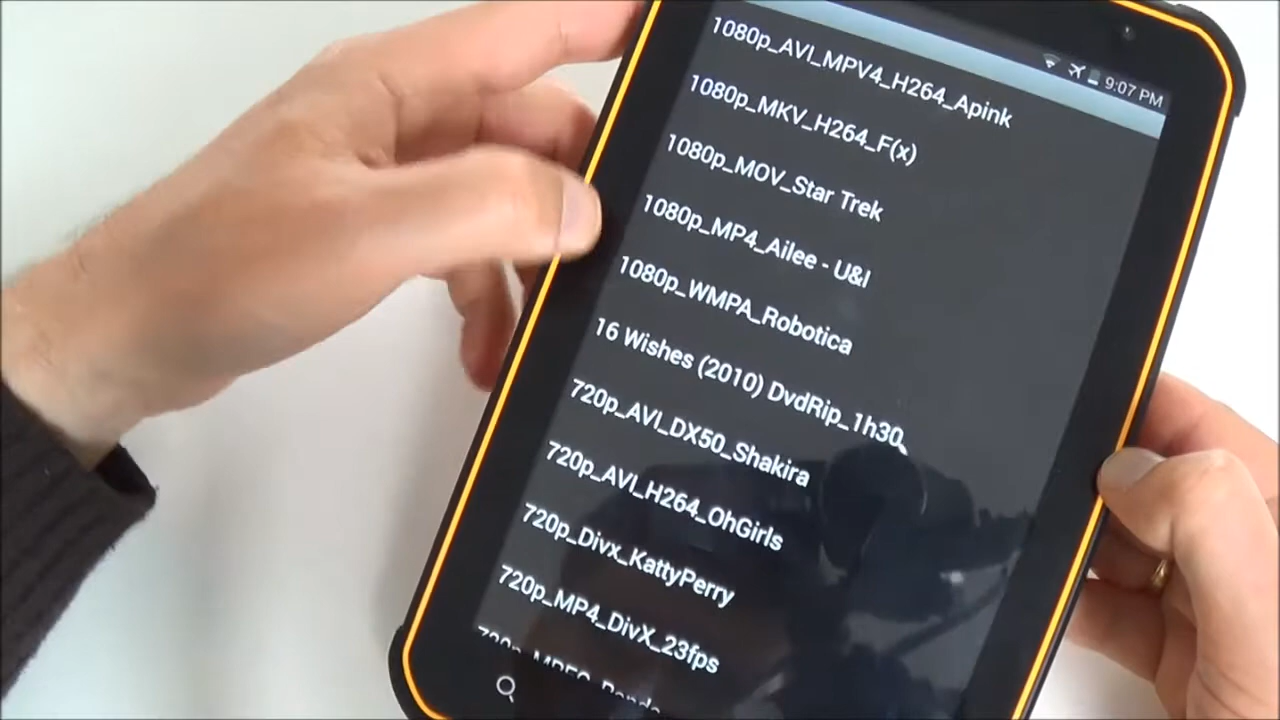 9:07 PM
1080p_AVI_MPV4_H264_Apink
1080p_MKV_H264_F(x)
1080p_MOV_Star Trek
1080p_MP4_Ailee - U&I
1080p_WMPA_Robotica
16 Wishes (2010) DvdRip_1h30
720p_AVI_DX50_Shakira
720p_AVI_H264_OhGirls
720p_Divx_KattyPerry
720p_MP4_DivX_23fps